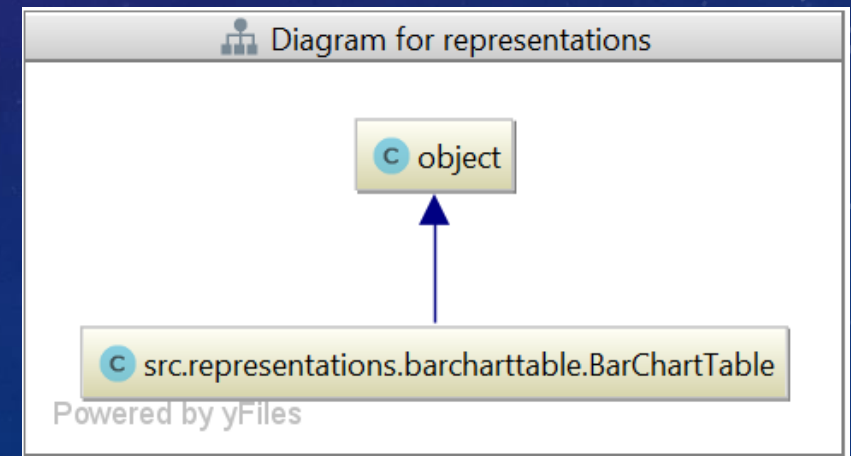 Diagram for representations
C object
C src.representations.barcharttable.BarChartTable
Powered by yFiles